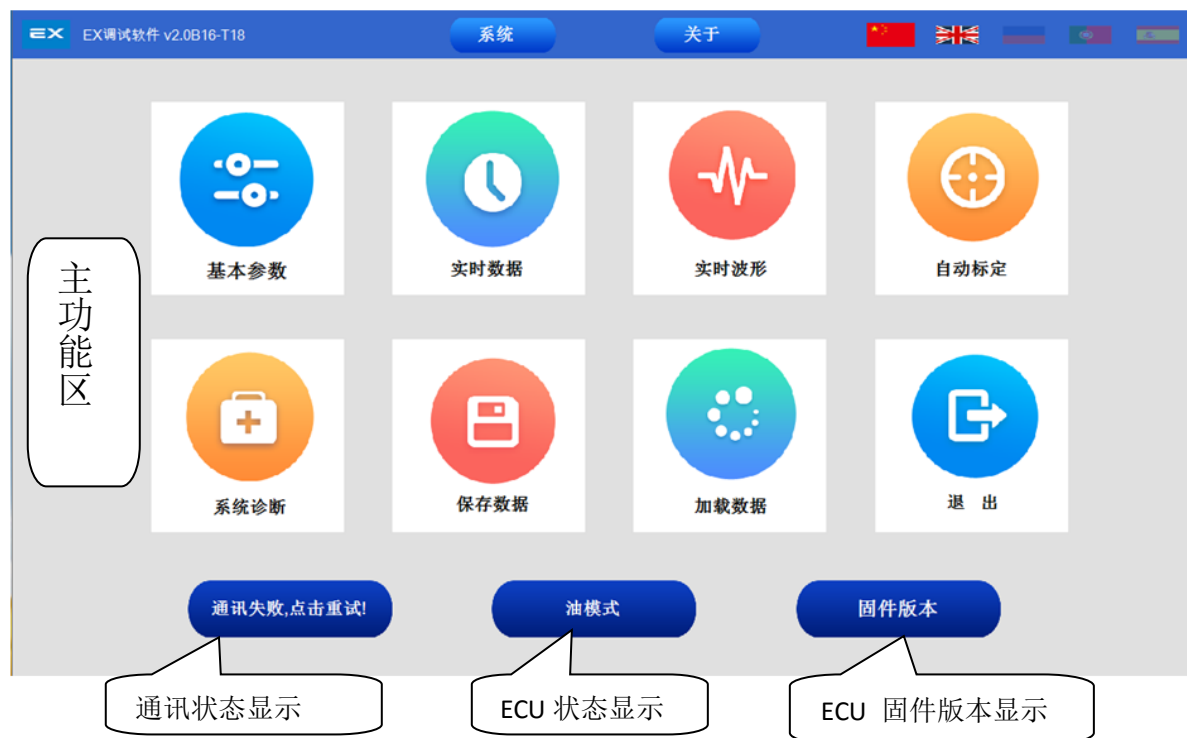 EX EX调试软件 v2.0B16-T18 系统 关于
基本参数 实时数据 实时波形 自动标定
主功能区
系统诊断 保存数据 加载数据 退 出
通讯失败,点击重试! 油模式 固件版本
通讯状态显示 ECU 状态显示 ECU 固件版本显示